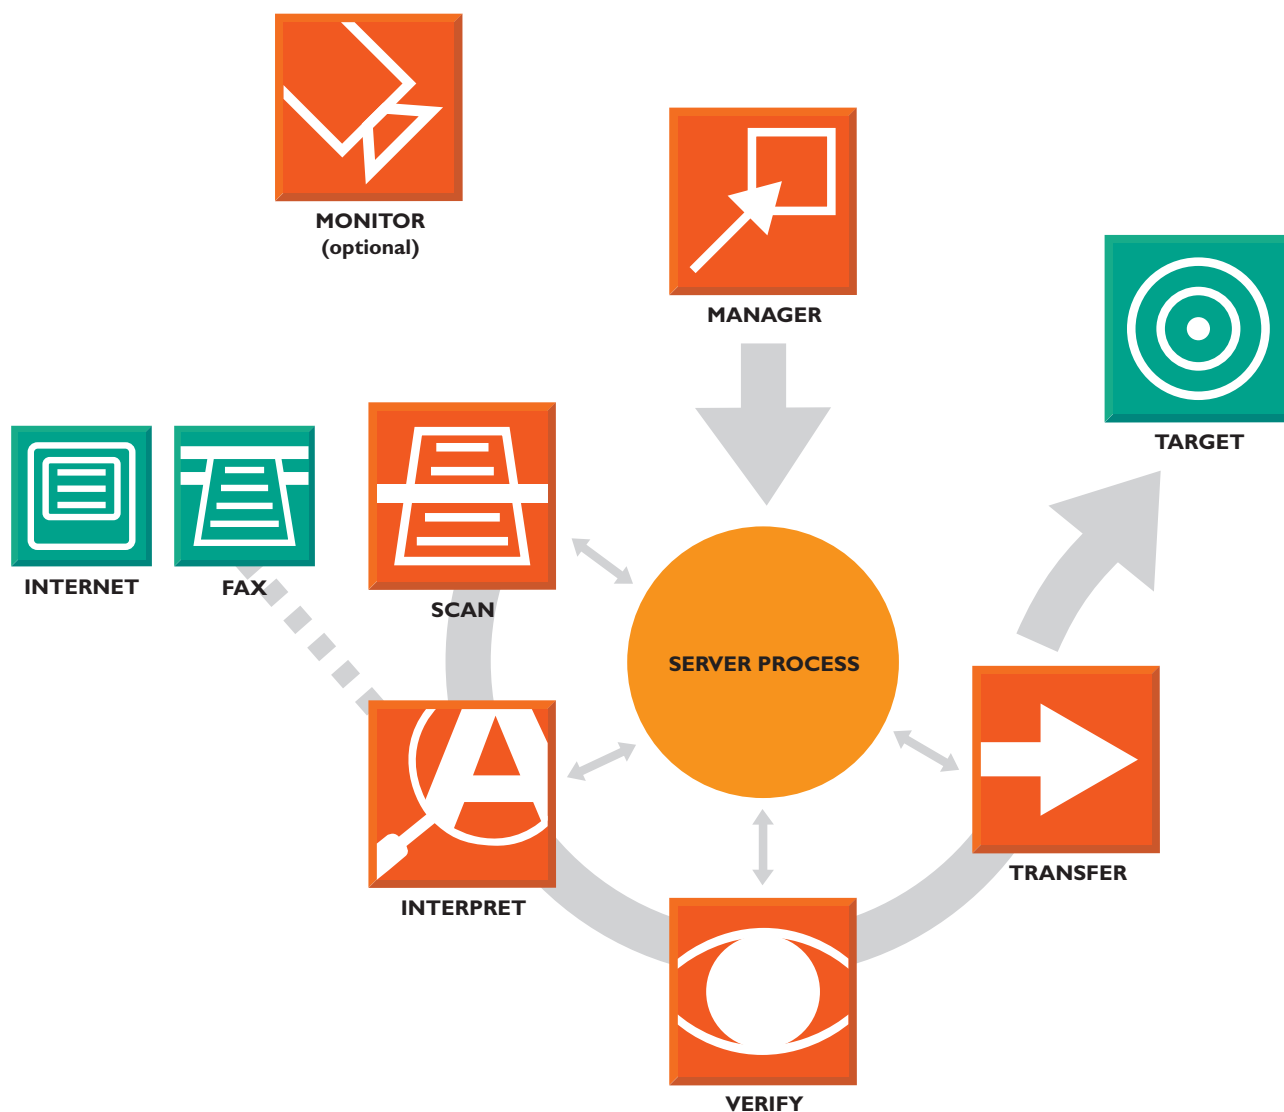 MONITOR
(optional)
MANAGER
TARGET
INTERNET
FAX
SCAN
SERVER PROCESS
INTERPRET
TRANSFER
VERIFY